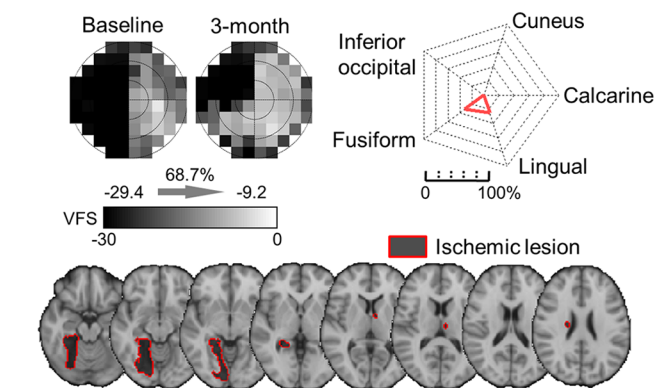 Baseline
3-month
Cuneus
Inferior
occipital
Calcarine
Fusiform
Lingual
0
100%
68.7%
-29.4
-9.2
VFS
-30
0
Ischemic lesion